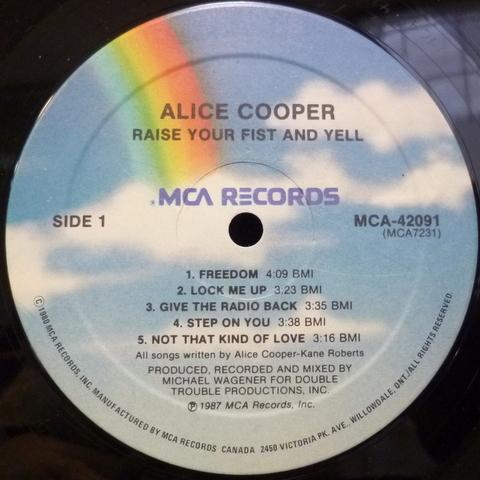 ALICE COOPER
RAISE YOUR FIST AND YELL
MCA RECORDS
SIDE 1
MCA-42091
(MCA7231)
1. FREEDOM 4:09 BMI
2. LOCK ME UP 3:23 BMI
3. GIVE THE RADIO BACK 3:35 BMI
4. STEP ON YOU 3:38 BMI
5. NOT THAT KIND OF LOVE 3:16 BMI
All songs written by Alice Cooper-Kane Roberts
PRODUCED, RECORDED AND MIXED BY
MICHAEL WAGENER FOR DOUBLE
TROUBLE PRODUCTIONS, INC.
℗ 1987 MCA Records, Inc.
© 1980 MCA RECORDS, INC. MANUFACTURED BY MCA RECORDS CANADA 2450 VICTORIA PK. AVE., WILLOWDALE, ONT./ALL RIGHTS RESERVED.